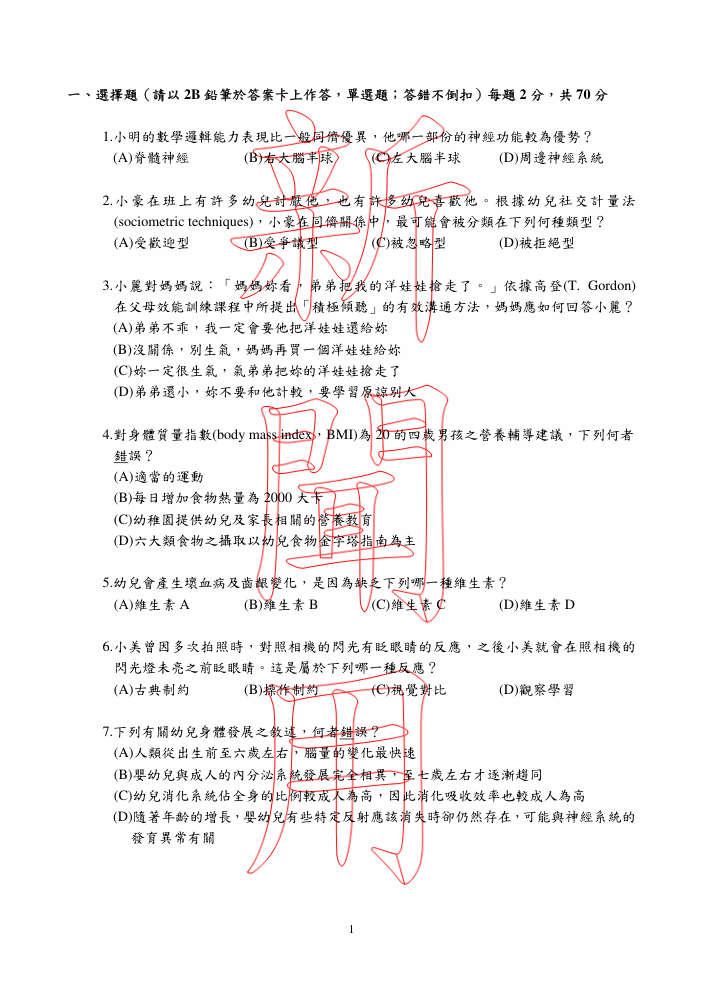 一、選擇題（請以 2B 鉛筆於答案卡上作答，單選題；答錯不倒扣）每題 2 分，共 70 分
1.小明的數學邏輯能力表現比一般同儕優異，他哪一部份的神經功能較為優勢？
(A)脊髓神經 (B)右大腦半球 (C)左大腦半球 (D)周邊神經系統
2.小豪在班上有許多幼兒討厭他，也有許多幼兒喜歡他。根據幼兒社交計量法
(sociometric techniques)，小豪在同儕關係中，最可能會被分類在下列何種類型？
(A)受歡迎型 (B)受爭議型 (C)被忽略型 (D)被拒絕型
3.小麗對媽媽說：「媽媽妳看，弟弟把我的洋娃娃搶走了。」依據高登(T. Gordon)
在父母效能訓練課程中所提出「積極傾聽」的有效溝通方法，媽媽應如何回答小麗？
(A)弟弟不乖，我一定會要他把洋娃娃還給妳
(B)沒關係，別生氣，媽媽再買一個洋娃娃給妳
(C)妳一定很生氣，氣弟弟把妳的洋娃娃搶走了
(D)弟弟還小，妳不要和他計較，要學習原諒別人
4.對身體質量指數(body mass index，BMI)為 20 的四歲男孩之營養輔導建議，下列何者
錯誤？
(A)適當的運動
(B)每日增加食物熱量為 2000 大卡
(C)幼稚園提供幼兒及家長相關的營養教育
(D)六大類食物之攝取以幼兒食物金字塔指南為主
5.幼兒會產生壞血病及齒齦變化，是因為缺乏下列哪一種維生素？
(A)維生素 A (B)維生素 B (C)維生素 C (D)維生素 D
6.小美曾因多次拍照時，對照相機的閃光有眨眼睛的反應，之後小美就會在照相機的
閃光燈未亮之前眨眼睛。這是屬於下列哪一種反應？
(A)古典制約 (B)操作制約 (C)視覺對比 (D)觀察學習
7.下列有關幼兒身體發展之敘述，何者錯誤？
(A)人類從出生前至六歲左右，腦量的變化最快速
(B)嬰幼兒與成人的內分泌系統發展完全相異，至七歲左右才逐漸趨同
(C)幼兒消化系統佔全身的比例較成人為高，因此消化吸收效率也較成人為高
(D)隨著年齡的增長，嬰幼兒有些特定反射應該消失時卻仍然存在，可能與神經系統的
發育異常有關
新聞用
1